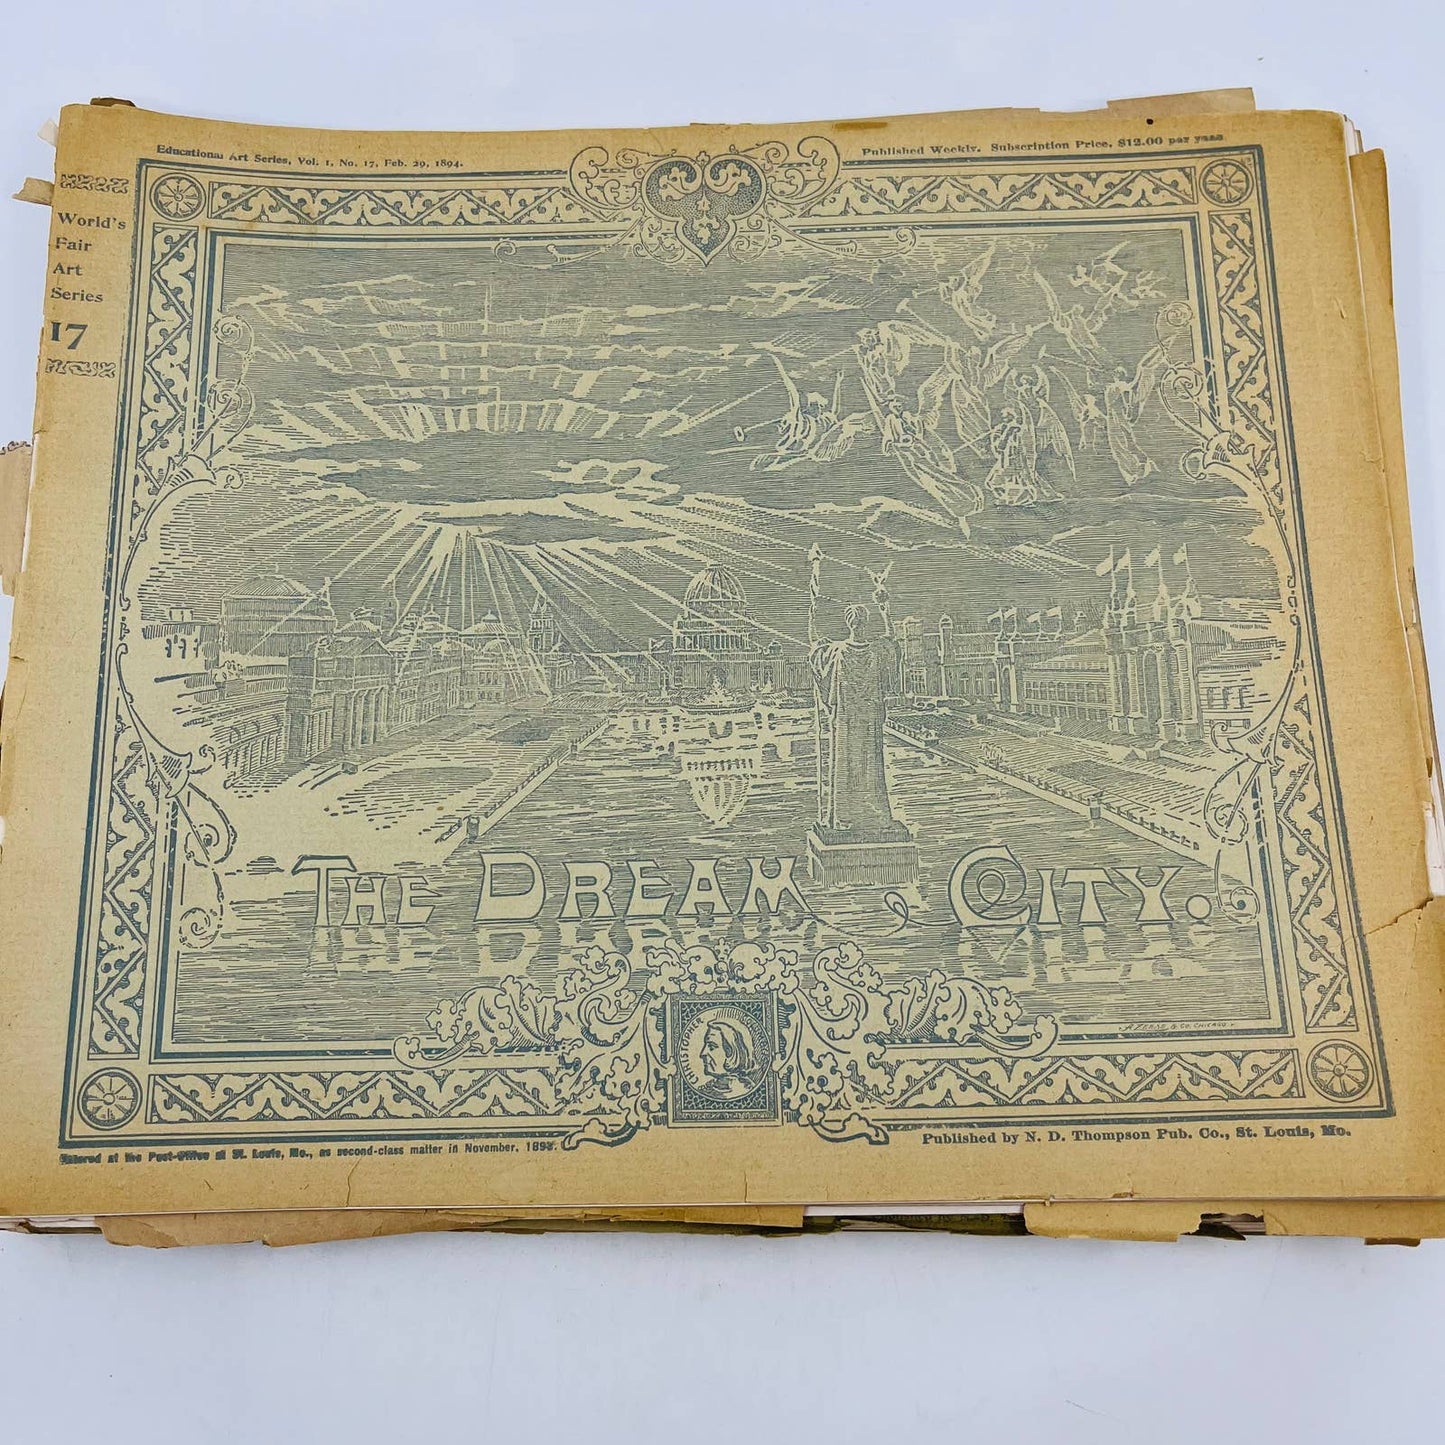 Educational Art Series, Vol. 1, No. 17, Feb. 29, 1894.
Published Weekly. Subscription Price, $12.00 per year
World's
Fair
Art
Series
17
THE DREAM CITY.
CHRISTOPHER
Entered at the Post-Office at St. Louis, Mo., as second-class matter in November, 1893.
Published by N. D. Thompson Pub. Co., St. Louis, Mo.